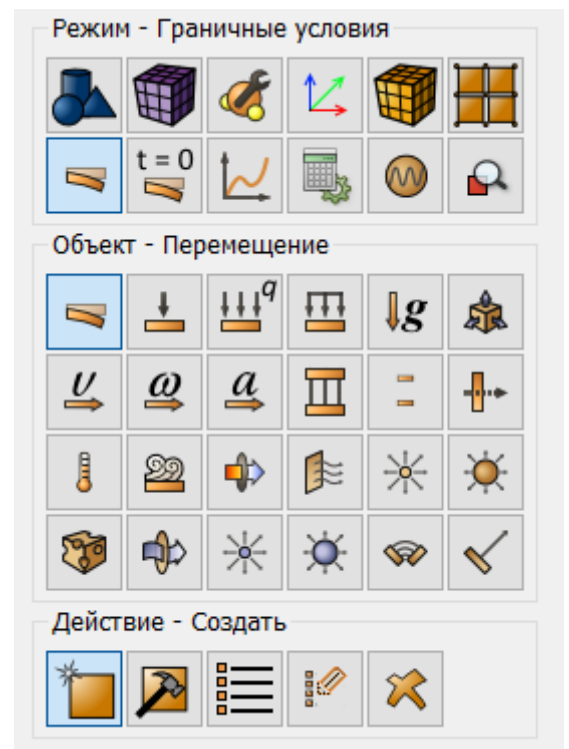 Режим - Граничные условия
t = 0
Объект - Перемещение
q
g
υ ω a
Действие - Создать